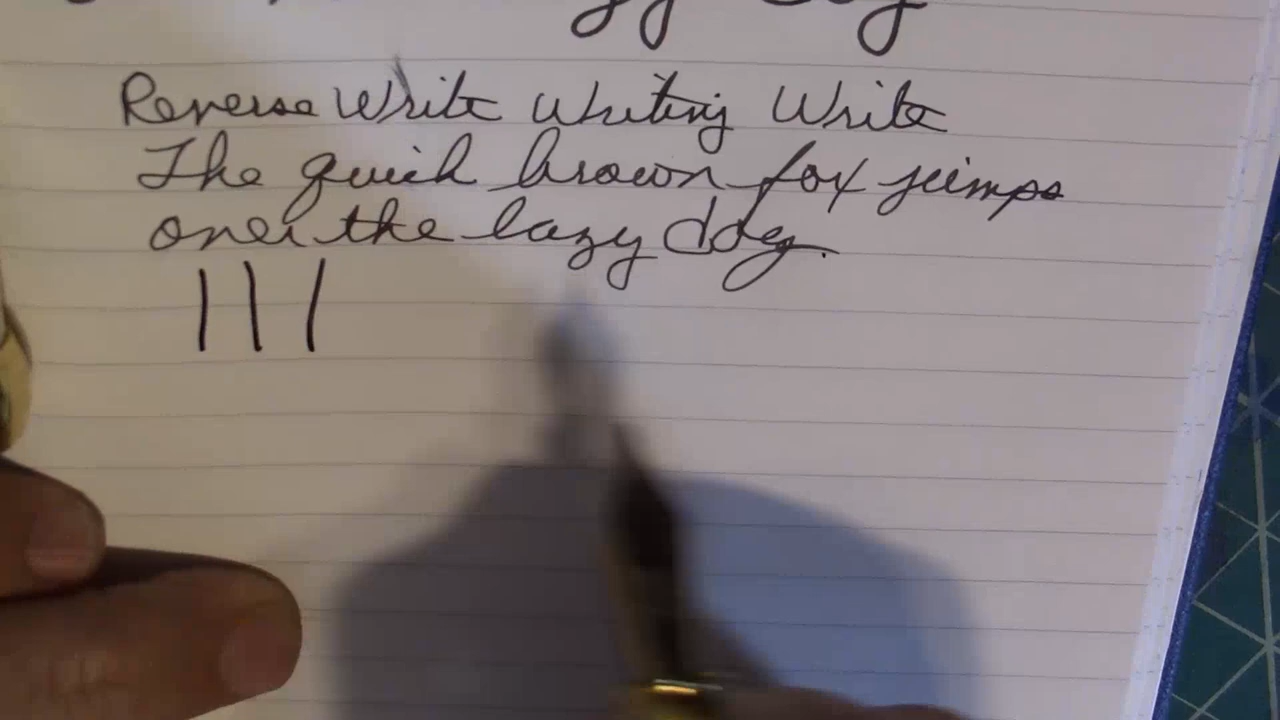 Reverse Write Writing Write
The quick brown fox jumps
over the lazy dog.